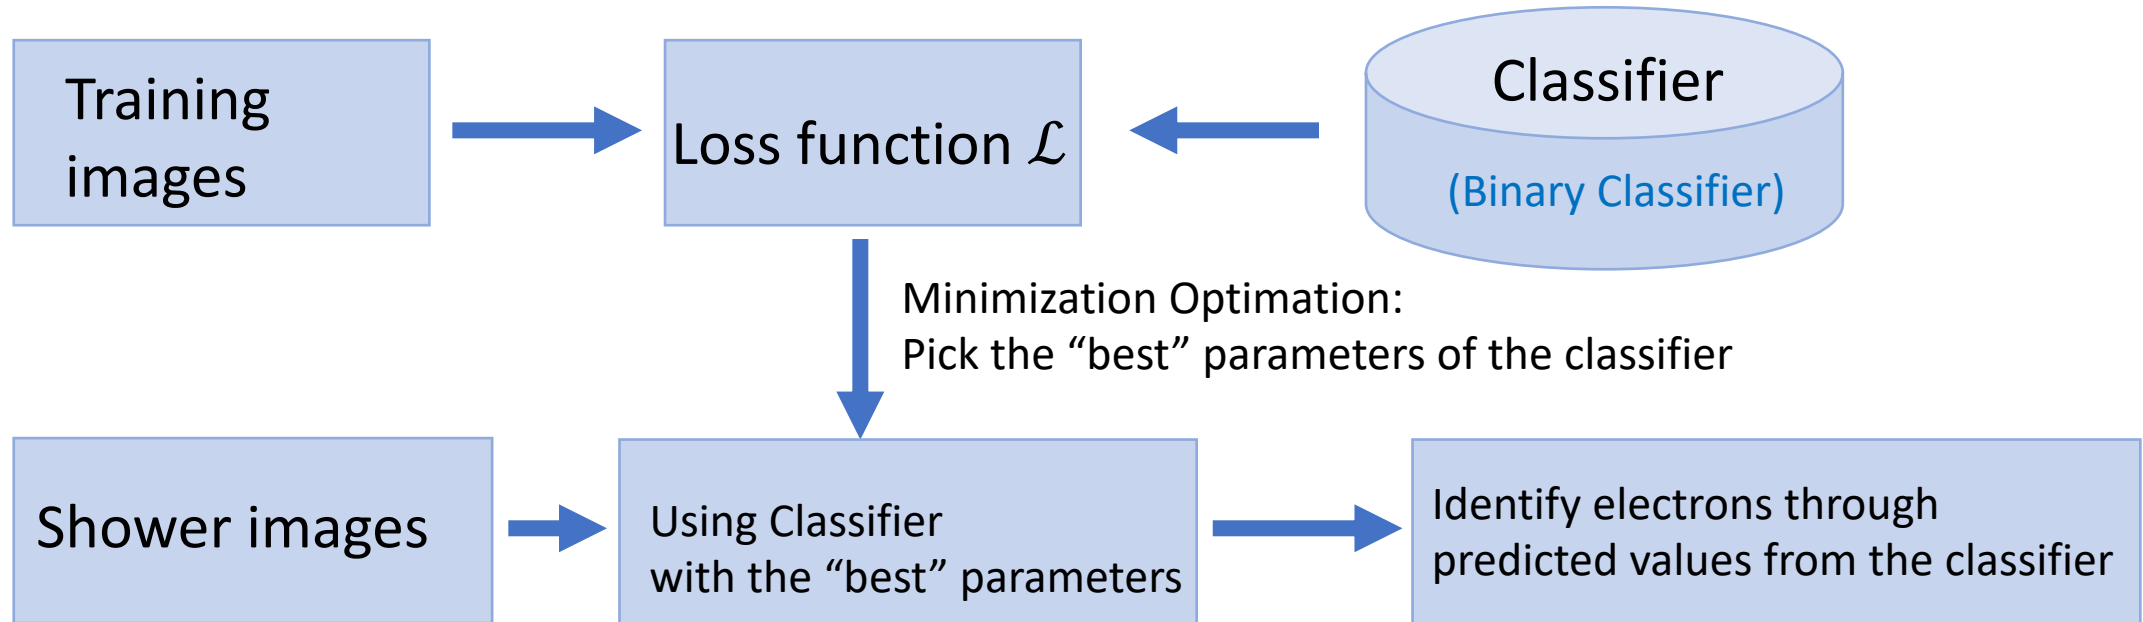 Training
images
Loss function ℒ
Classifier
(Binary Classifier)
Minimization Optimation:
Pick the “best” parameters of the classifier
Shower images
Using Classifier
with the “best” parameters
Identify electrons through
predicted values from the classifier